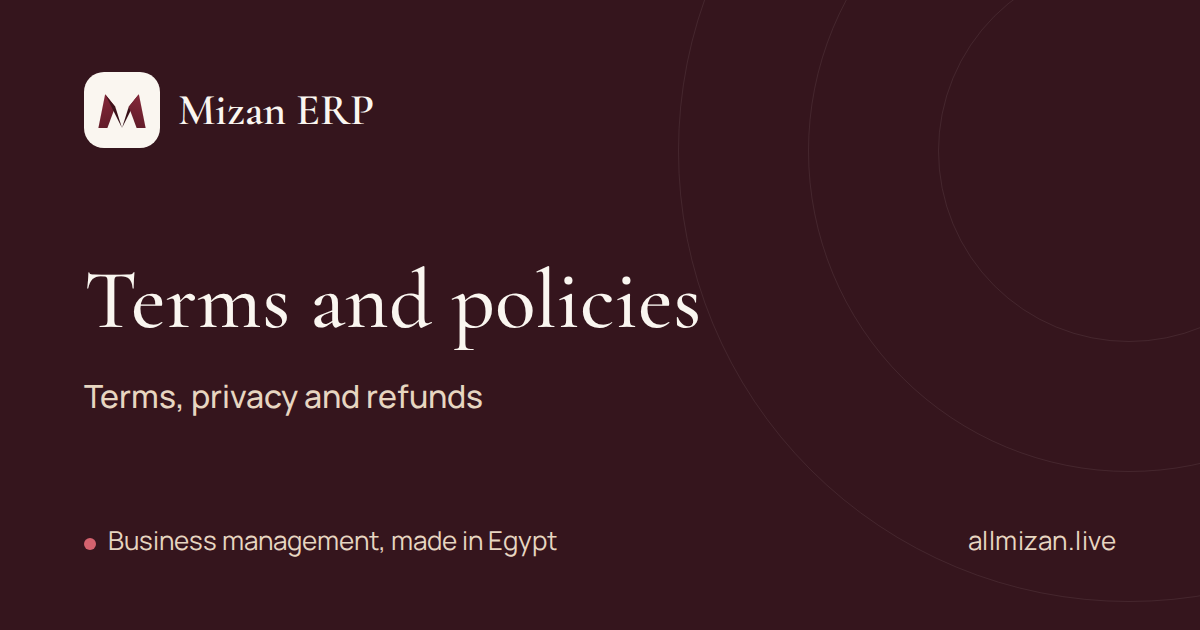 Mizan ERP
Terms and policies
Terms, privacy and refunds
Business management, made in Egypt
allmizan.live